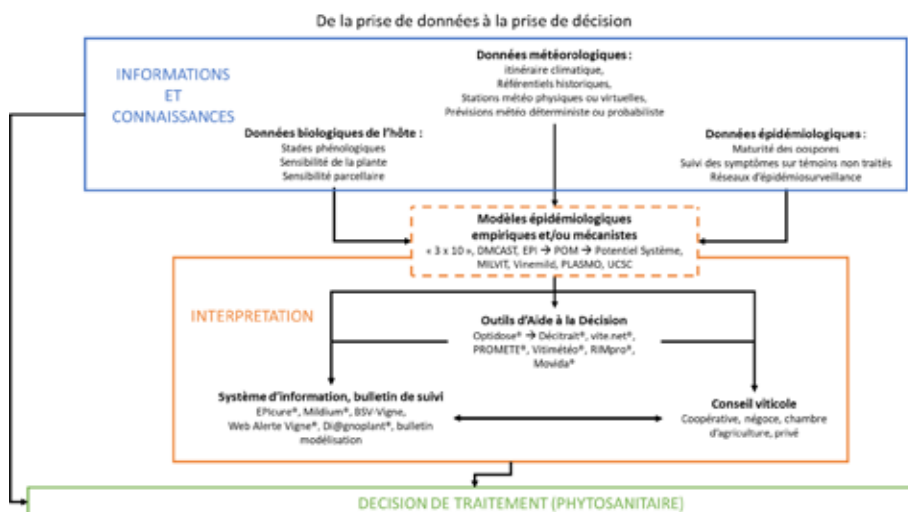 De la prise de données à la prise de décision
INFORMATIONS
ET
CONNAISSANCES
Données météorologiques :
itinéraire climatique,
Référentiels historiques,
Stations météo physiques ou virtuelles,
Prévisions météo déterministe ou probabiliste
Données biologiques de l'hôte :
Stades phénologiques
Sensibilité de la plante
Sensibilité parcellaire
Données épidémiologiques :
Maturité des oospores
Suivi des symptômes sur témoins non traités
Réseaux d'épidémiosurveillance
Modèles épidémiologiques
empiriques et/ou mécanistes
« 3 x 10 », DMCAST, EPI → POM → Potentiel Système,
MILVIT, Vinemild, PLASMO, UCSC
INTERPRETATION
Outils d'Aide à la Décision
Optidose® → Décitrait®, vite.net®,
PROMETE®, Vitimétéo®, RIMpro®,
Movida®
Système d'information, bulletin de suivi
EPIcure®, Mildium®, BSV-Vigne,
Web Alerte Vigne®, Di@gnoplant®, bulletin
modélisation
Conseil viticole
Coopérative, négoce, chambre
d'agriculture, privé
DECISION DE TRAITEMENT (PHYTOSANITAIRE)